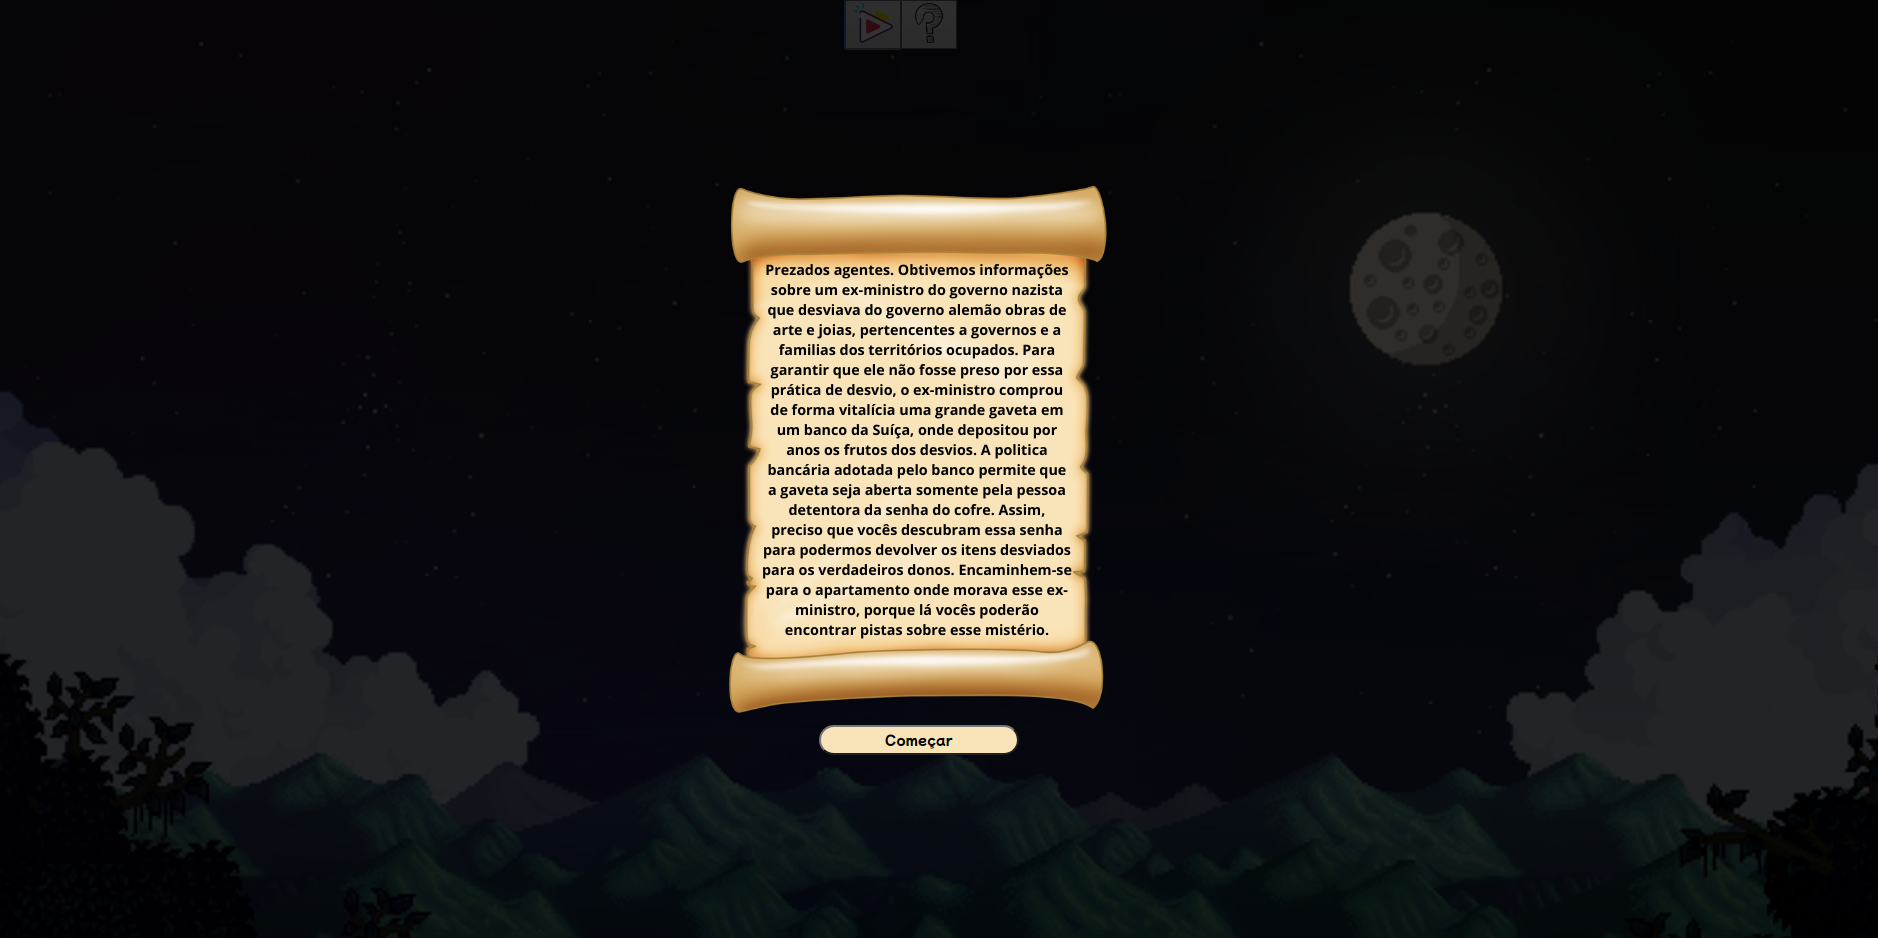 Prezados agentes. Obtivemos informações
sobre um ex-ministro do governo nazista
que desviava do governo alemão obras de
arte e joias, pertencentes a governos e a
familias dos territórios ocupados. Para
garantir que ele não fosse preso por essa
prática de desvio, o ex-ministro comprou
de forma vitalícia uma grande gaveta em
um banco da Suíça, onde depositou por
anos os frutos dos desvios. A politica
bancária adotada pelo banco permite que
a gaveta seja aberta somente pela pessoa
detentora da senha do cofre. Assim,
preciso que vocês descubram essa senha
para podermos devolver os itens desviados
para os verdadeiros donos. Encaminhem-se
para o apartamento onde morava esse ex-
ministro, porque lá vocês poderão
encontrar pistas sobre esse mistério.
Começar